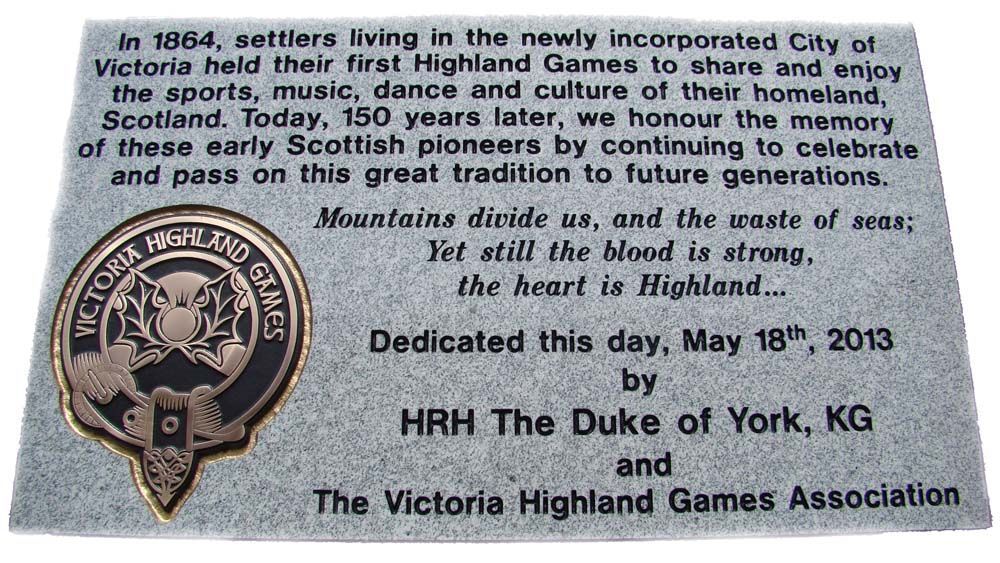 In 1864, settlers living in the newly incorporated City of
Victoria held their first Highland Games to share and enjoy
the sports, music, dance and culture of their homeland,
Scotland. Today, 150 years later, we honour the memory
of these early Scottish pioneers by continuing to celebrate
and pass on this great tradition to future generations.
Mountains divide us, and the waste of seas;
Yet still the blood is strong,
the heart is Highland...
VICTORIA HIGHLAND GAMES
Dedicated this day, May 18th, 2013
by
HRH The Duke of York, KG
and
The Victoria Highland Games Association